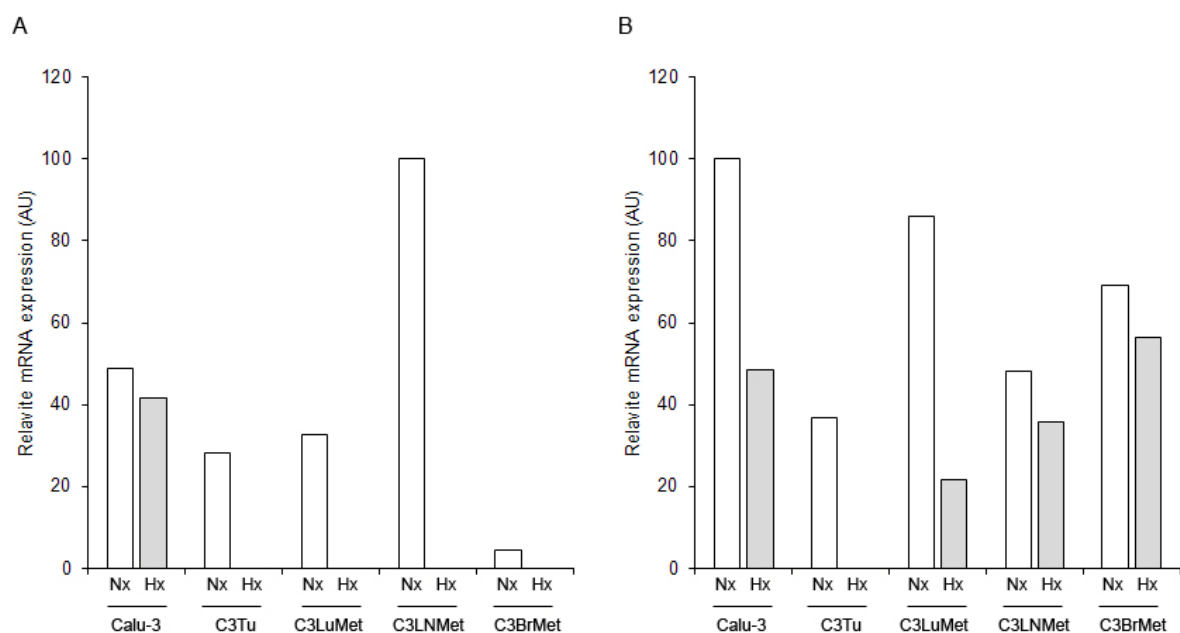 A
Relavite mRNA expression (AU)
120
100
80
60
40
20
0
Nx Hx Nx Hx Nx Hx Nx Hx Nx Hx
Calu-3 C3Tu C3LuMet C3LNMet C3BrMet
B
Relavite mRNA expression (AU)
120
100
80
60
40
20
0
Nx Hx Nx Hx Nx Hx Nx Hx Nx Hx
Calu-3 C3Tu C3LuMet C3LNMet C3BrMet